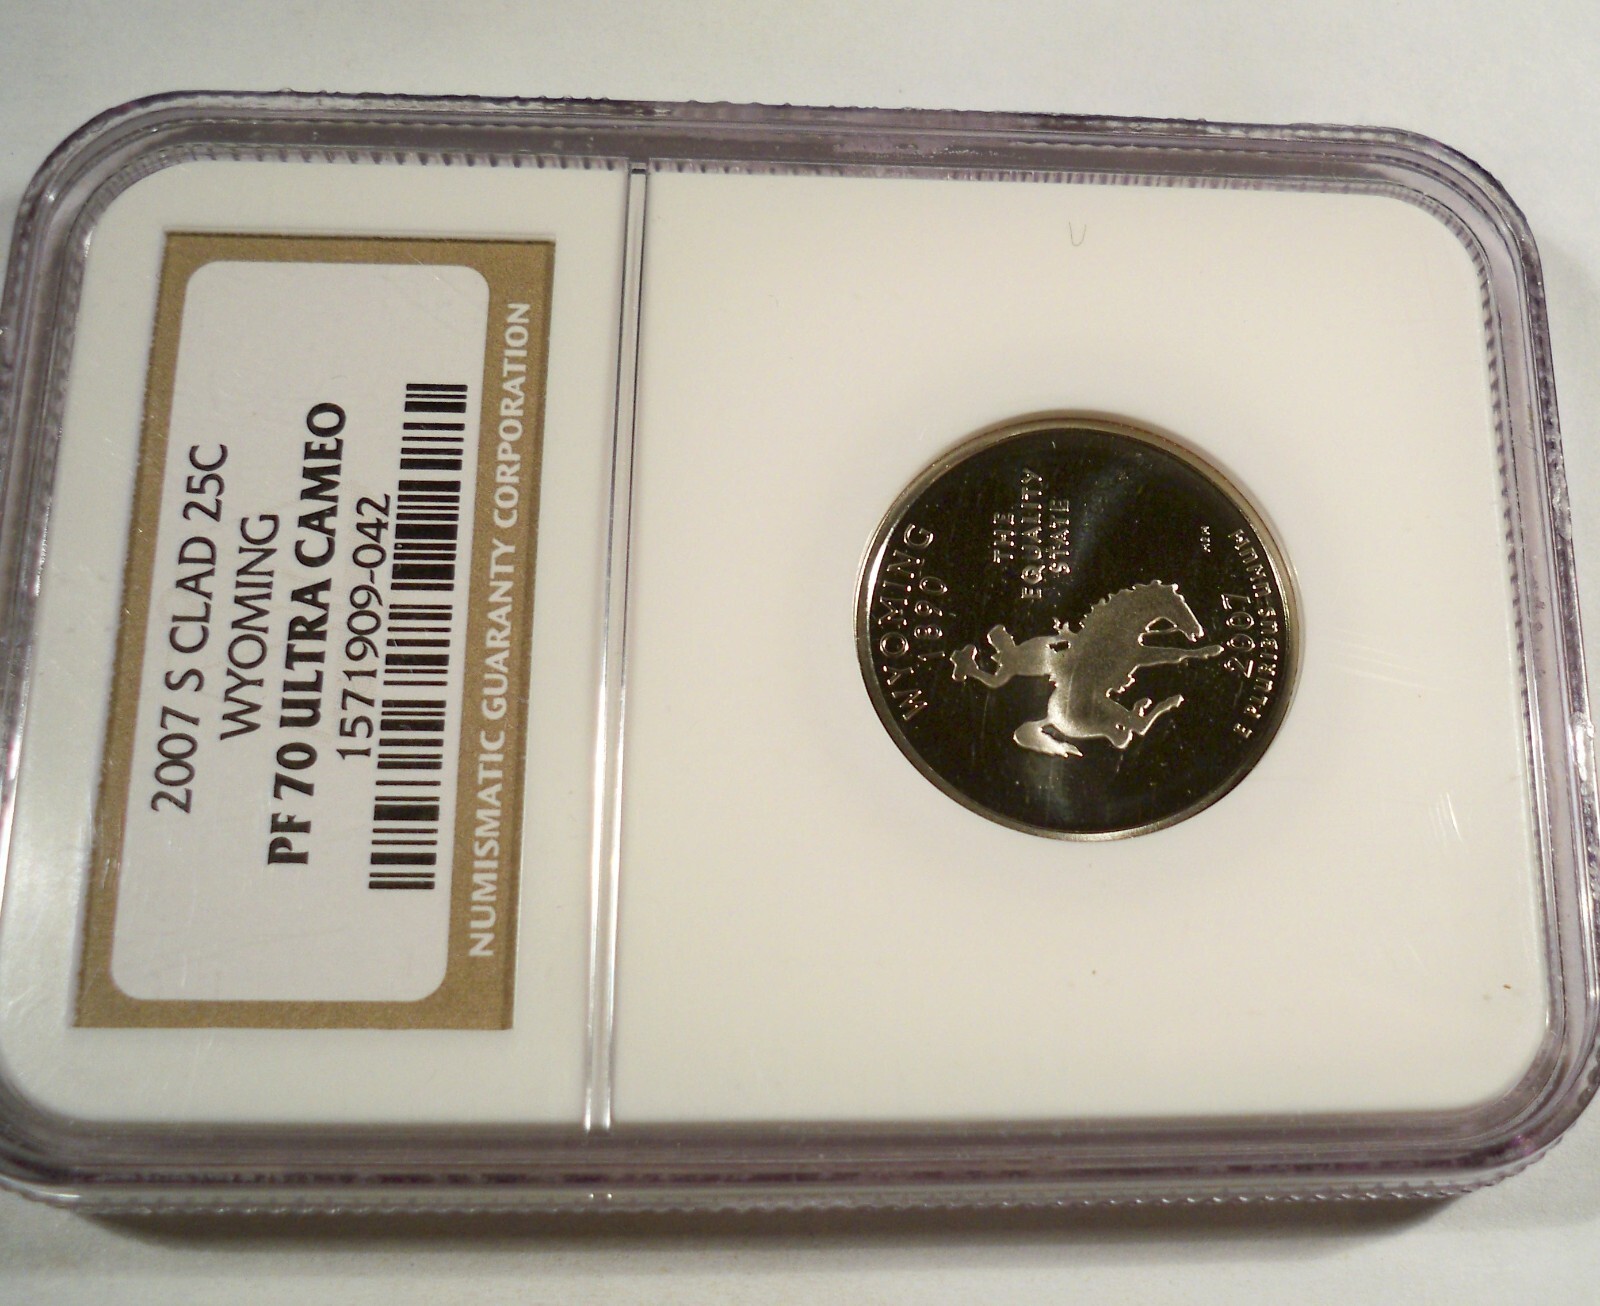 2007 S CLAD 25C
WYOMING
PF 70 ULTRA CAMEO
1571909-042
NUMISMATIC GUARANTY CORPORATION
WYOMING
1890
THE
EQUALITY
STATE
2007
E PLURIBUS UNUM